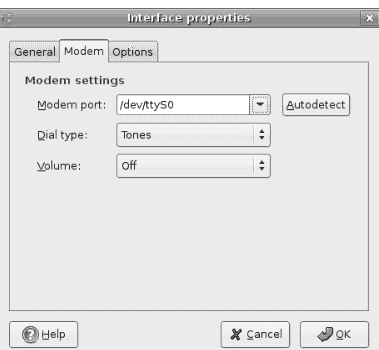 Interface properties
General Modem Options
Modem settings
Modem port: /dev/ttyS0 Autodetect
Dial type: Tones
Volume: Off
Help Cancel OK